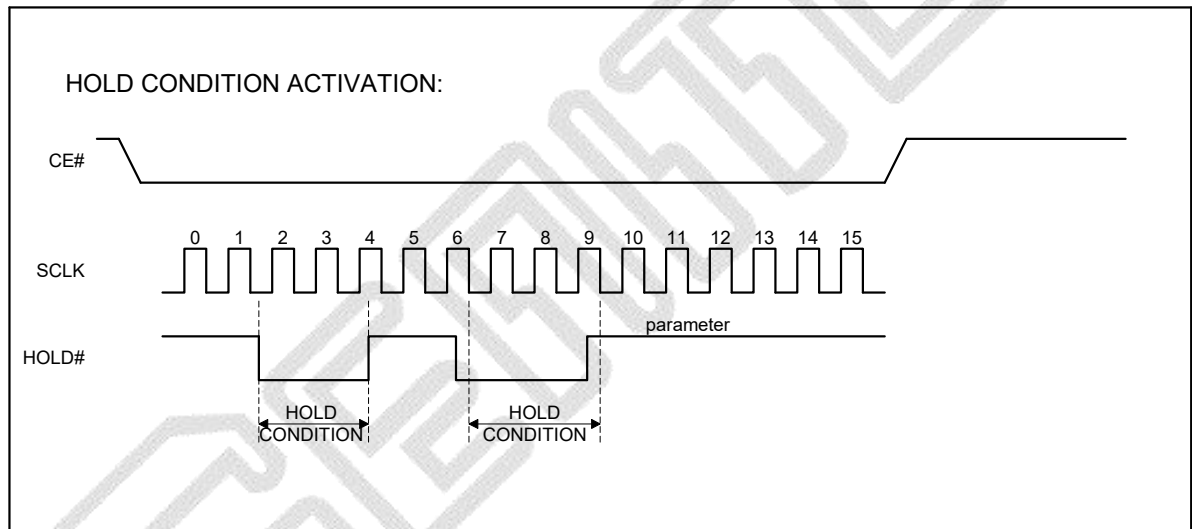 HOLD CONDITION ACTIVATION:
CE#
0 1 2 3 4 5 6 7 8 9 10 11 12 13 14 15
SCLK
parameter
HOLD#
HOLD
CONDITION
HOLD
CONDITION